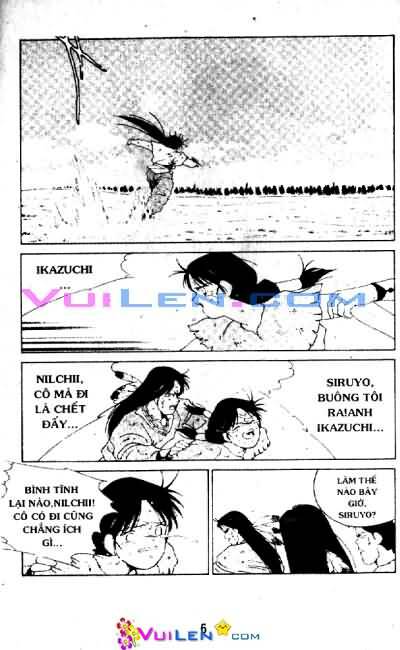 IKAZUCHI
...
VuiLen.com
NILCHII,
CÔ MÀ ĐI
LÀ CHẾT
ĐẤY...
SIRUYO,
BUÔNG TÔI
RA!ANH
IKAZUCHI...
BÌNH TĨNH
LẠI NÀO,NILCHII!
CÔ CÓ ĐI CŨNG
CHẲNG ÍCH
GÌ...
LÀM THẾ
NÀO BÂY
GIỜ,
SIRUYO?
6
VuiLen.com